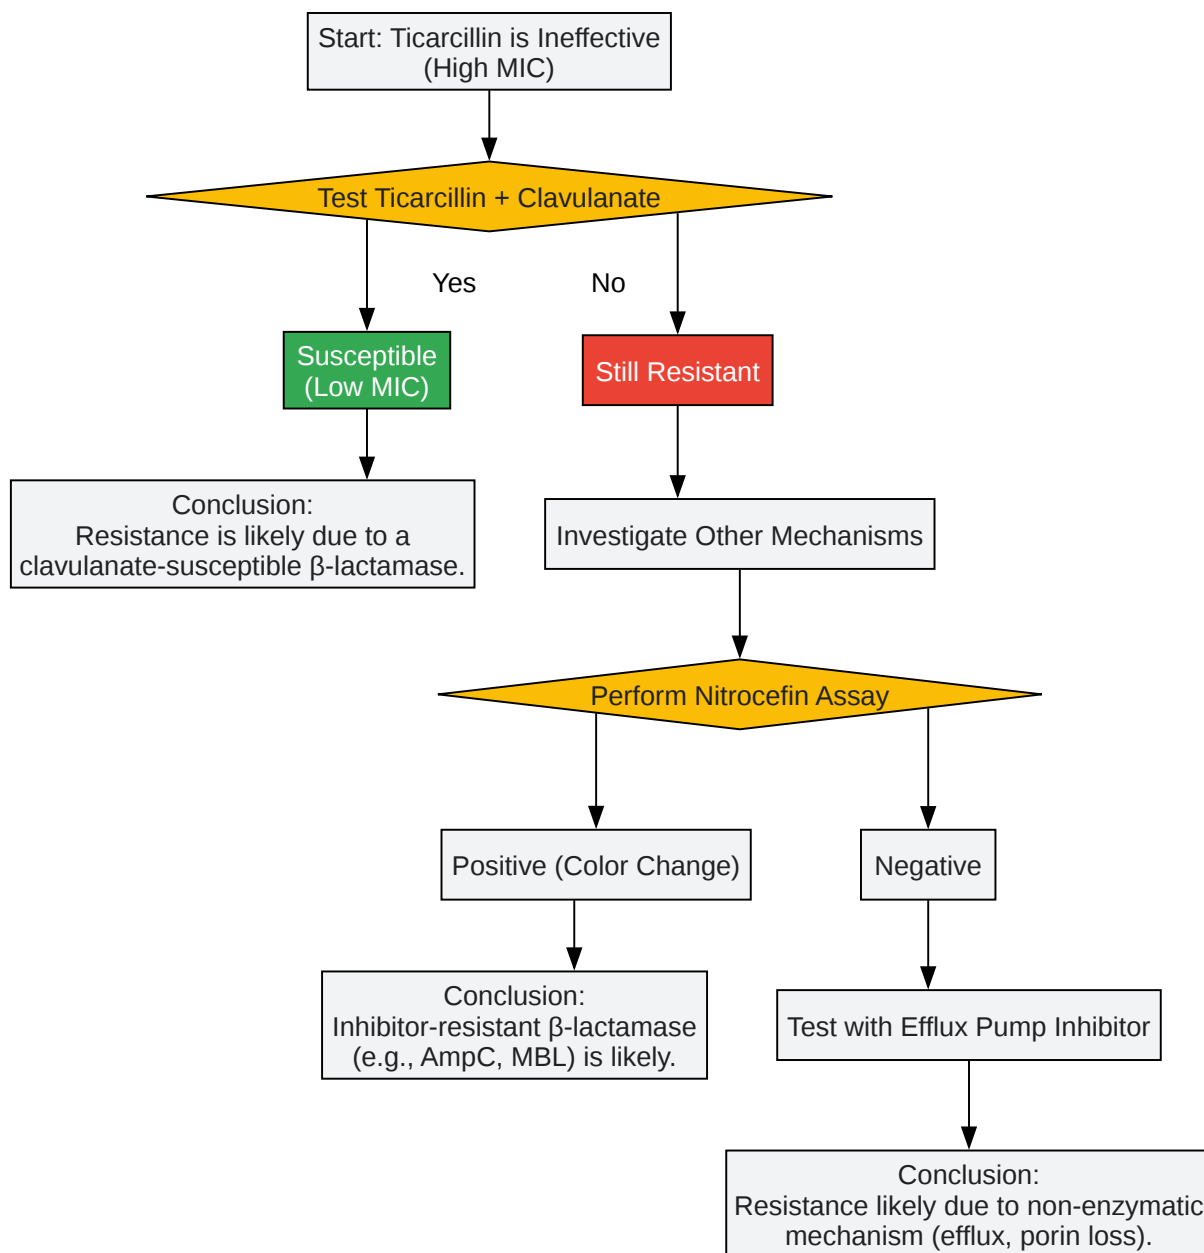 Start: Ticarcillin is Ineffective
(High MIC)
Test Ticarcillin + Clavulanate
Yes
No
Susceptible
(Low MIC)
Still Resistant
Conclusion:
Resistance is likely due to a
clavulanate-susceptible β-lactamase.
Investigate Other Mechanisms
Perform Nitrocefin Assay
Positive (Color Change)
Negative
Conclusion:
Inhibitor-resistant β-lactamase
(e.g., AmpC, MBL) is likely.
Test with Efflux Pump Inhibitor
Conclusion:
Resistance likely due to non-enzymatic
mechanism (efflux, porin loss).